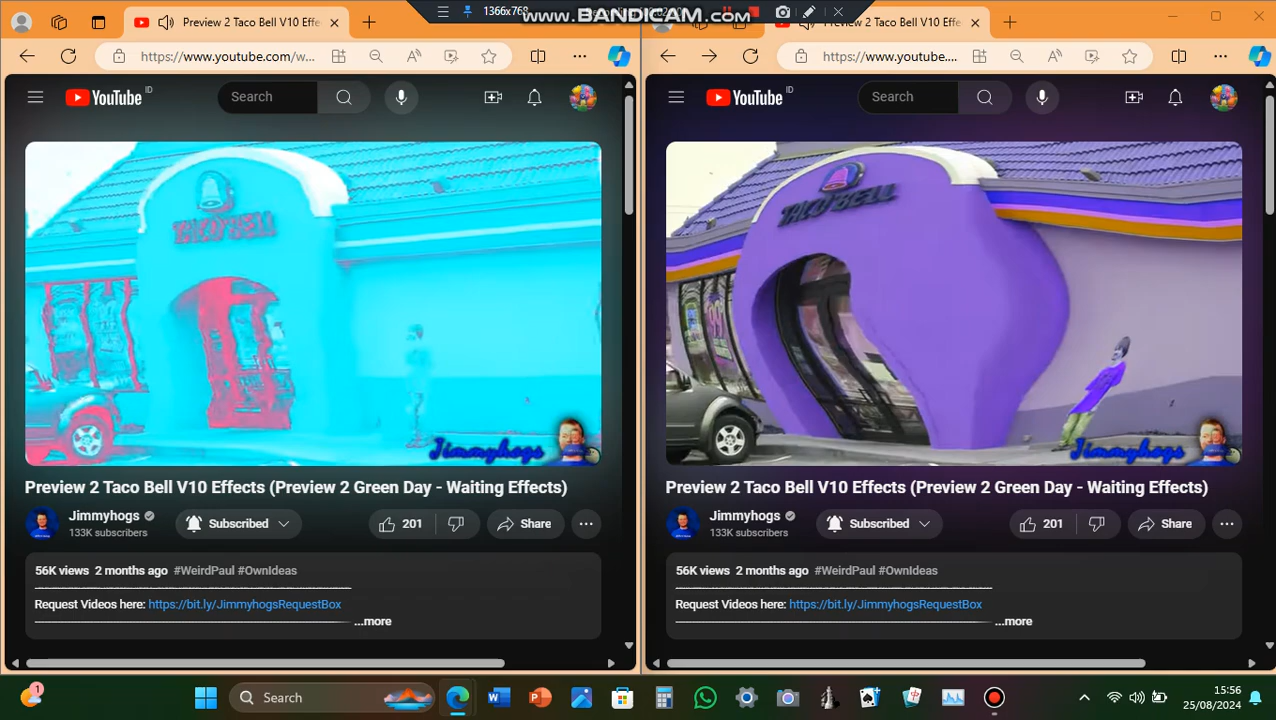 1366x768
www.BANDICAM.com
Preview 2 Taco Bell V10 Effe
Preview 2 Taco Bell V10 Effe
https://www.youtube.com/w...
https://www.youtube....
YouTube ID
Search
YouTube ID
Search
TACO BELL
Jimmyhogs
TACO BELL
Jimmyhogs
Preview 2 Taco Bell V10 Effects (Preview 2 Green Day - Waiting Effects)
Jimmyhogs
133K subscribers
Subscribed
201
Share
Preview 2 Taco Bell V10 Effects (Preview 2 Green Day - Waiting Effects)
Jimmyhogs
133K subscribers
Subscribed
201
Share
56K views 2 months ago #WeirdPaul #OwnIdeas
Request Videos here: https://bit.ly/JimmyhogsRequestBox
...more
56K views 2 months ago #WeirdPaul #OwnIdeas
Request Videos here: https://bit.ly/JimmyhogsRequestBox
...more
1
Search
15:56
25/08/2024